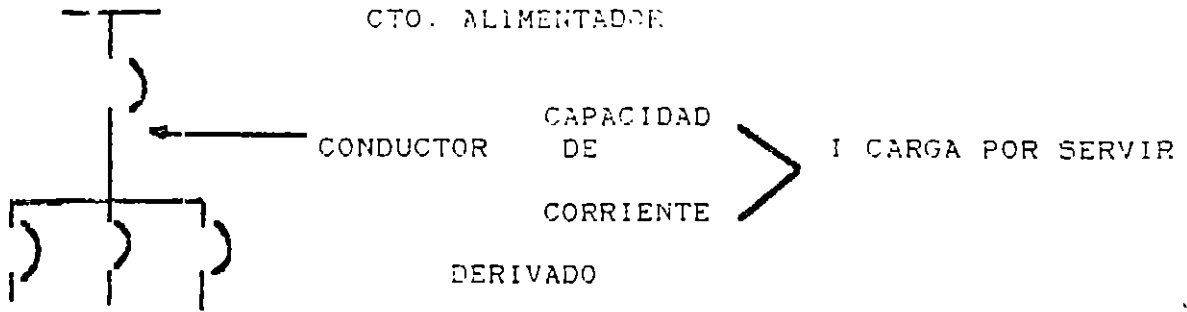 CTO. ALIMENTADOR
CAPACIDAD
CONDUCTOR DE > I CARGA POR SERVIR
CORRIENTE
DERIVADO